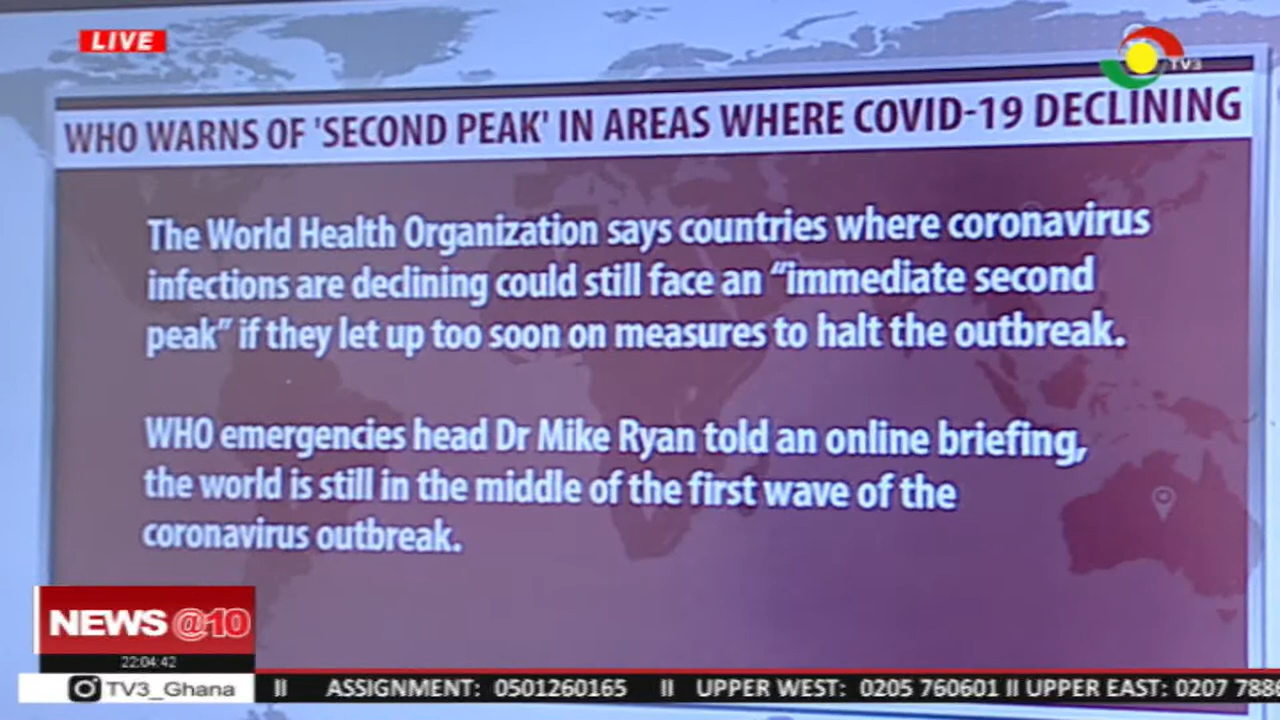 LIVE
TV3
WHO WARNS OF 'SECOND PEAK' IN AREAS WHERE COVID-19 DECLINING
The World Health Organization says countries where coronavirus
infections are declining could still face an “immediate second
peak” if they let up too soon on measures to halt the outbreak.
WHO emergencies head Dr Mike Ryan told an online briefing,
the world is still in the middle of the first wave of the
coronavirus outbreak.
NEWS @10
22:04:42
TV3_Ghana || ASSIGNMENT: 0501260165 || UPPER WEST: 0205 760601 || UPPER EAST: 0207